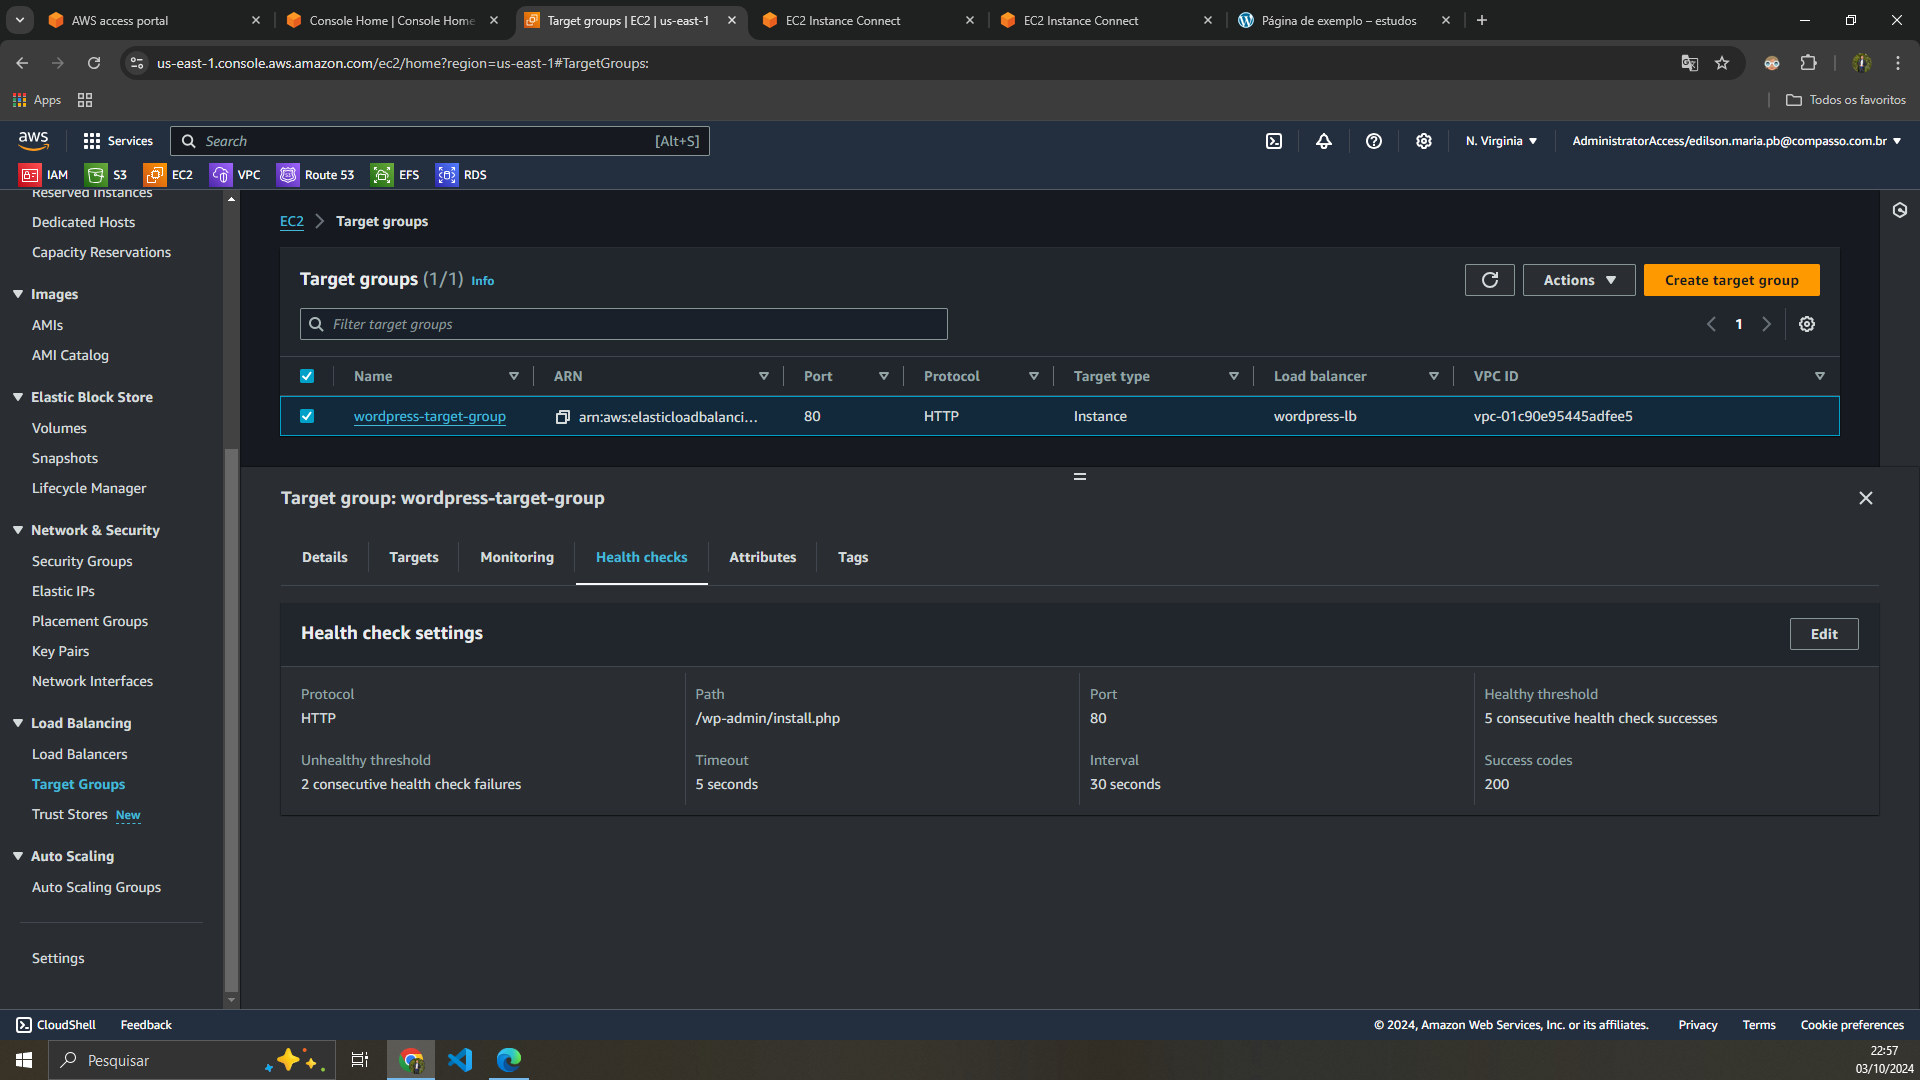 AWS access portal
Console Home | Console Home
Target groups | EC2 | us-east-1
EC2 Instance Connect
EC2 Instance Connect
Página de exemplo – estudos
us-east-1.console.aws.amazon.com/ec2/home?region=us-east-1#TargetGroups:
Apps
Todos os favoritos
aws
Services
Search
[Alt+S]
N. Virginia
AdministratorAccess/edilson.maria.pb@compasso.com.br
IAM
S3
EC2
VPC
Route 53
EFS
RDS
Reserved Instances
Dedicated Hosts
Capacity Reservations
Images
AMIs
AMI Catalog
Elastic Block Store
Volumes
Snapshots
Lifecycle Manager
Network & Security
Security Groups
Elastic IPs
Placement Groups
Key Pairs
Network Interfaces
Load Balancing
Load Balancers
Target Groups
Trust Stores New
Auto Scaling
Auto Scaling Groups
Settings
EC2
Target groups
Target groups (1/1) Info
Actions
Create target group
Filter target groups
1
Name
ARN
Port
Protocol
Target type
Load balancer
VPC ID
wordpress-target-group
arn:aws:elasticloadbalanci...
80
HTTP
Instance
wordpress-lb
vpc-01c90e95445adfee5
Target group: wordpress-target-group
Details
Targets
Monitoring
Health checks
Attributes
Tags
Health check settings
Edit
Protocol
HTTP
Path
/wp-admin/install.php
Port
80
Healthy threshold
5 consecutive health check successes
Unhealthy threshold
2 consecutive health check failures
Timeout
5 seconds
Interval
30 seconds
Success codes
200
CloudShell
Feedback
© 2024, Amazon Web Services, Inc. or its affiliates.
Privacy
Terms
Cookie preferences
Pesquisar
22:57
03/10/2024